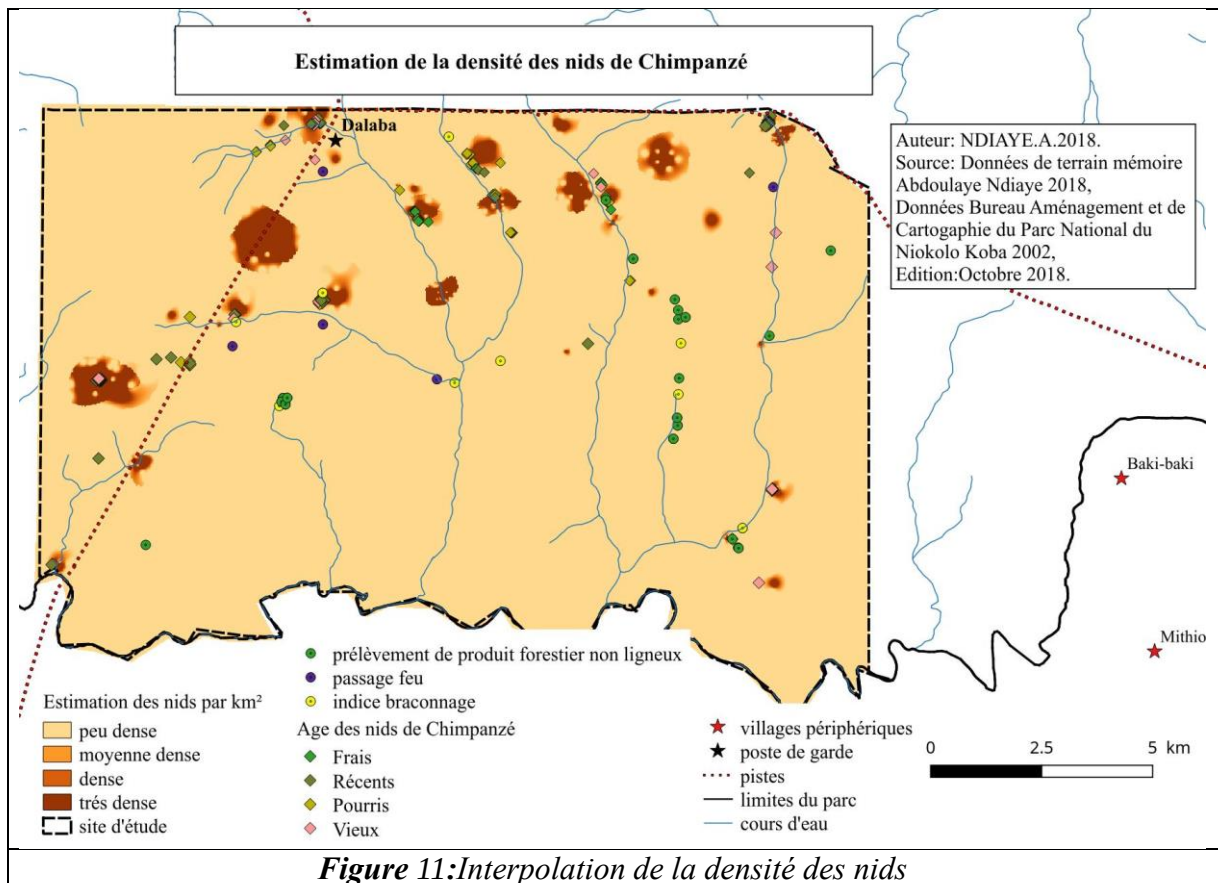 Estimation de la densité des nids de Chimpanzé
Dalaba
Auteur: NDIAYE.A.2018.
Source: Données de terrain mémoire
Abdoulaye Ndiaye 2018,
Données Bureau Aménagement et de
Cartogaphie du Parc National du
Niokolo Koba 2002,
Edition:Octobre 2018.
Baki-baki
Mithio
Estimation des nids par km²
peu dense
moyenne dense
dense
trés dense
site d'étude
prélèvement de produit forestier non ligneux
passage feu
indice braconnage
Age des nids de Chimpanzé
Frais
Récents
Pourris
Vieux
villages périphériques
poste de garde
pistes
limites du parc
cours d'eau
0 2.5 5 km
Figure 11:Interpolation de la densité des nids